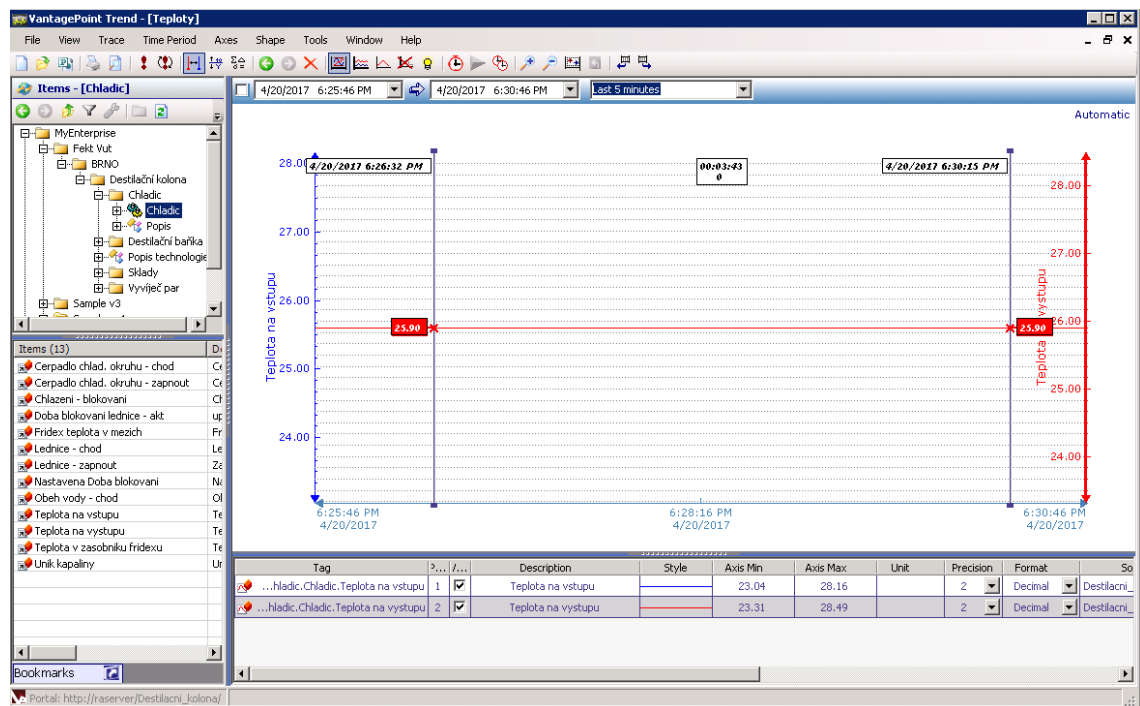 VantagePoint Trend - [Teploty]
File View Trace Time Period Axes Shape Tools Window Help
Items - [Chladic]
4/20/2017 6:25:46 PM
4/20/2017 6:30:46 PM
Last 5 minutes
MyEnterprise
Fekt Vut
BRNO
Destilační kolona
Chladic
Chladic
Popis
Destilační baňka
Popis technologie
Sklady
Vyvíječ par
Sample v3
Items (13)
Cerpadlo chlad. okruhu - chod
Cerpadlo chlad. okruhu - zapnout
Chlazeni - blokovani
Doba blokovani lednice - akt
Fridex teplota v mezich
Lednice - chod
Lednice - zapnout
Nastavena Doba blokovani
Obeh vody - chod
Teplota na vstupu
Teplota na vystupu
Teplota v zasobniku fridexu
Unik kapaliny
Bookmarks
Automatic
4/20/2017 6:26:32 PM
00:03:43
0
4/20/2017 6:30:15 PM
28.00
27.00
26.00
25.00
24.00
Teplota na vstupu
25.90
25.90
28.00
27.00
26.00
25.00
24.00
Teplota na vystupu
6:25:46 PM
4/20/2017
6:28:16 PM
4/20/2017
6:30:46 PM
4/20/2017
Tag Description Style Axis Min Axis Max Unit Precision Format So
...hladic.Chladic.Teplota na vstupu 1 Teplota na vstupu 23.04 28.16 2 Decimal Destilacni_
...hladic.Chladic.Teplota na vystupu 2 Teplota na vystupu 23.31 28.49 2 Decimal Destilacni_
Portal: http://raserver/Destilacni_kolona/